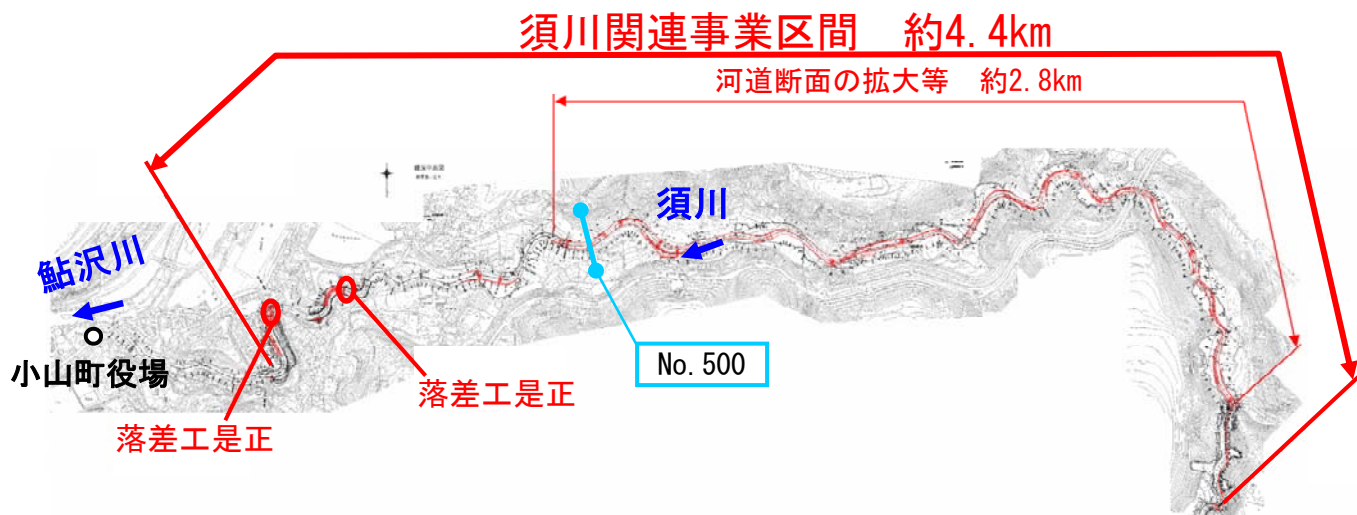 須川関連事業区間　約4.4km
河道断面の拡大等　約2.8km
須川
鮎沢川
小山町役場
No. 500
落差工是正
落差工是正